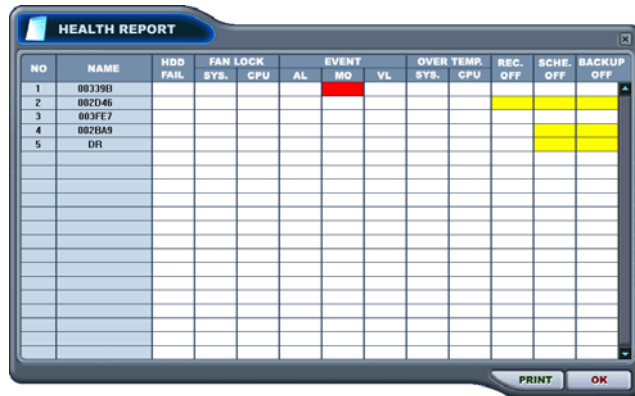 HEALTH REPORT
NO NAME HDD FAIL FAN LOCK EVENT OVER TEMP. REC. OFF SCHE. OFF BACKUP OFF
SYS. CPU AL MO VL SYS. CPU
1 00339B
2 002D46
3 003FE7
4 002BA9
5 DR
PRINT OK